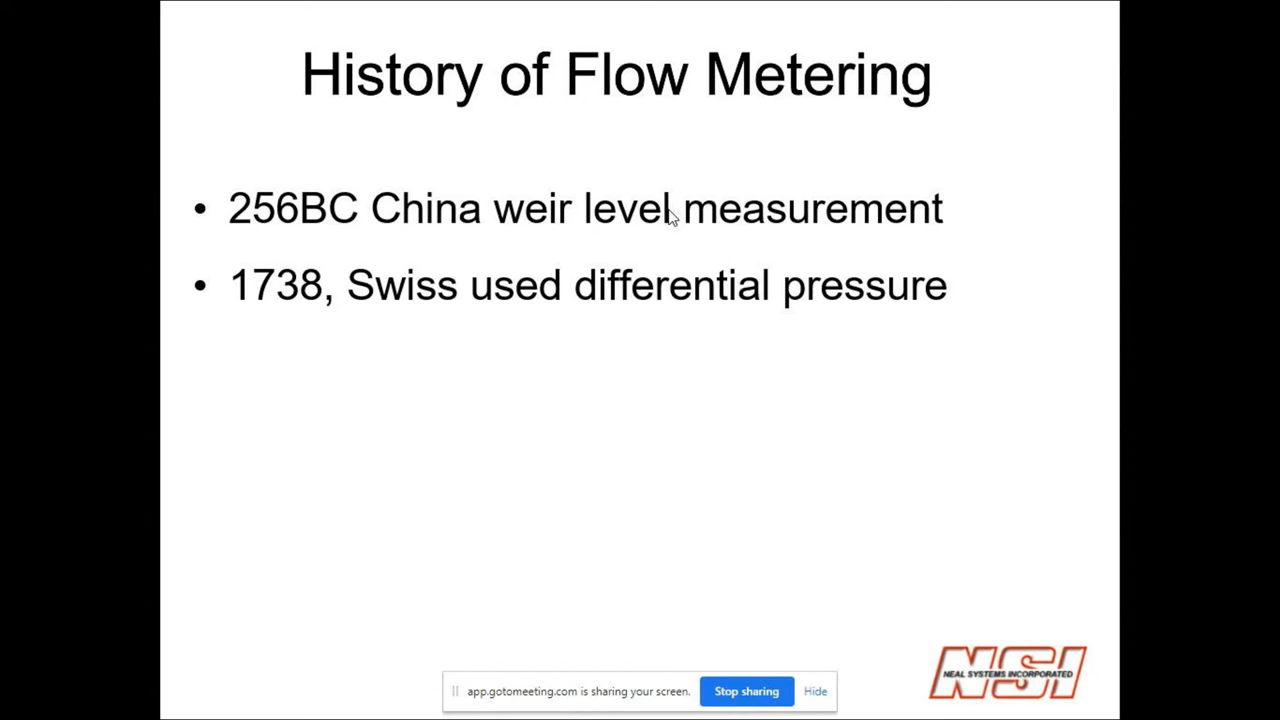 History of Flow Metering
• 256BC China weir level measurement
• 1738, Swiss used differential pressure
NSI
NEAL SYSTEMS INCORPORATED
app.gotomeeting.com is sharing your screen.
Stop sharing
Hide